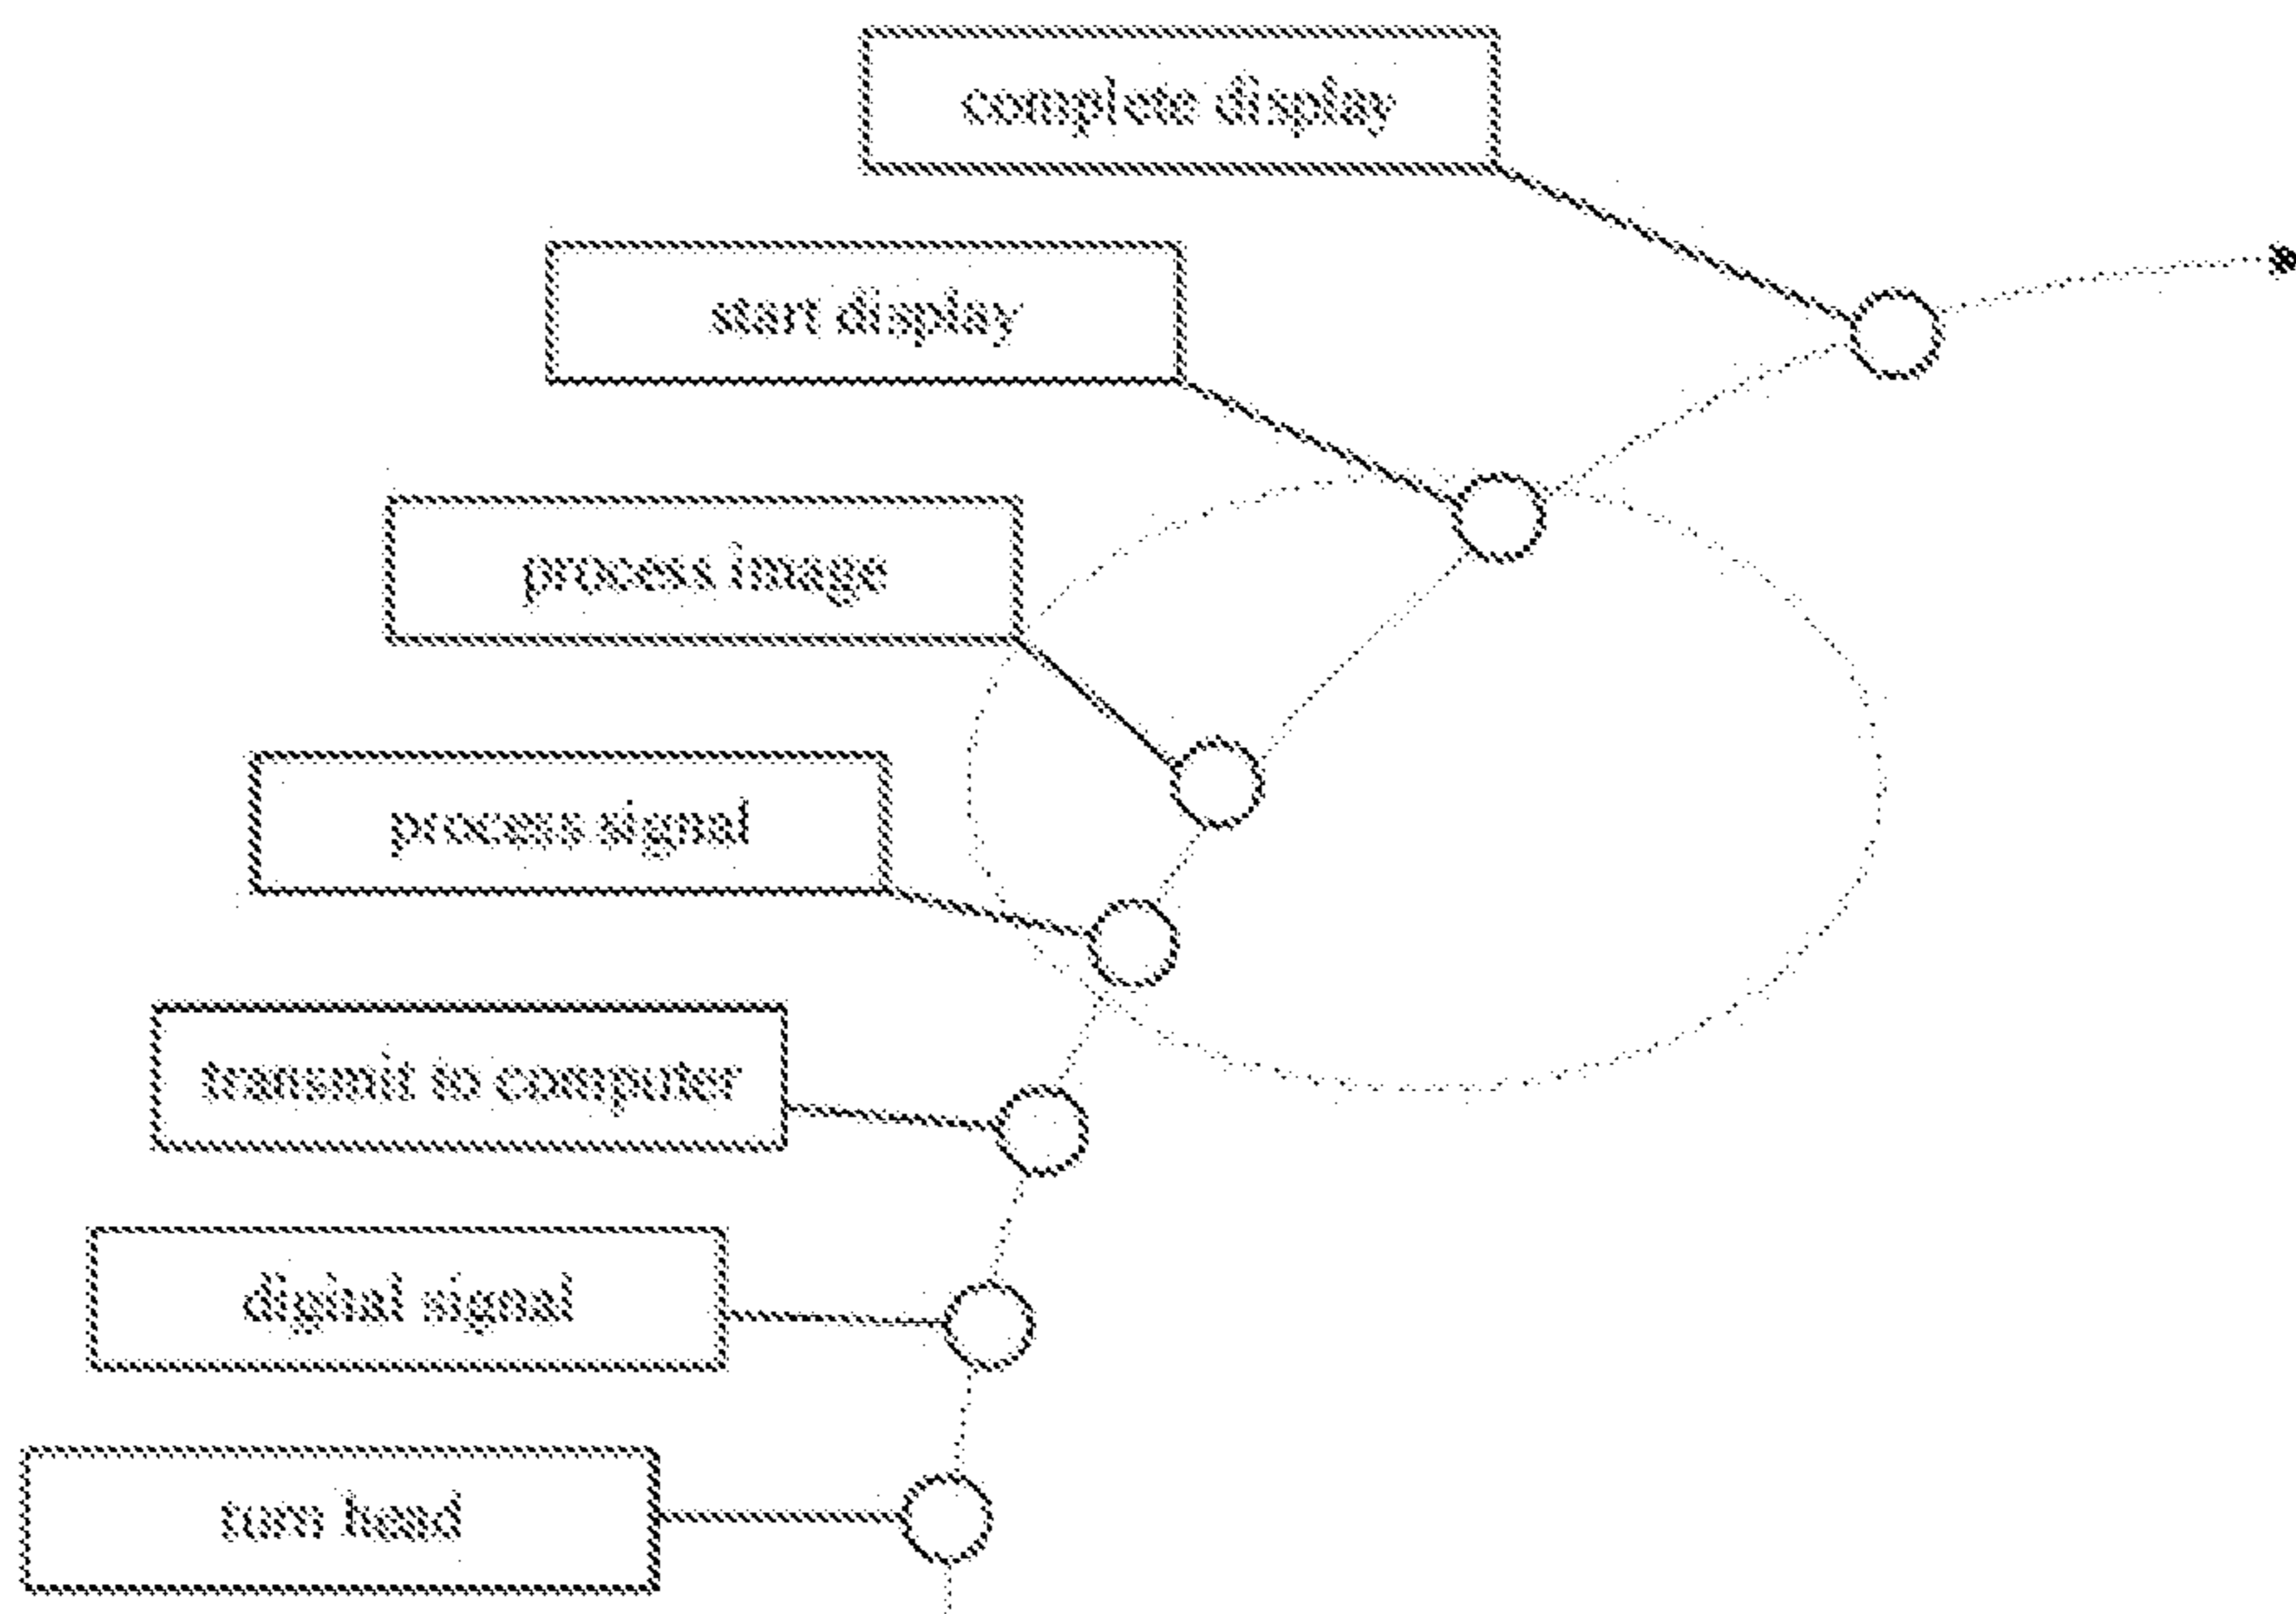 complete display
start display
process image
process signal
transmit to computer
digital signal
turn head